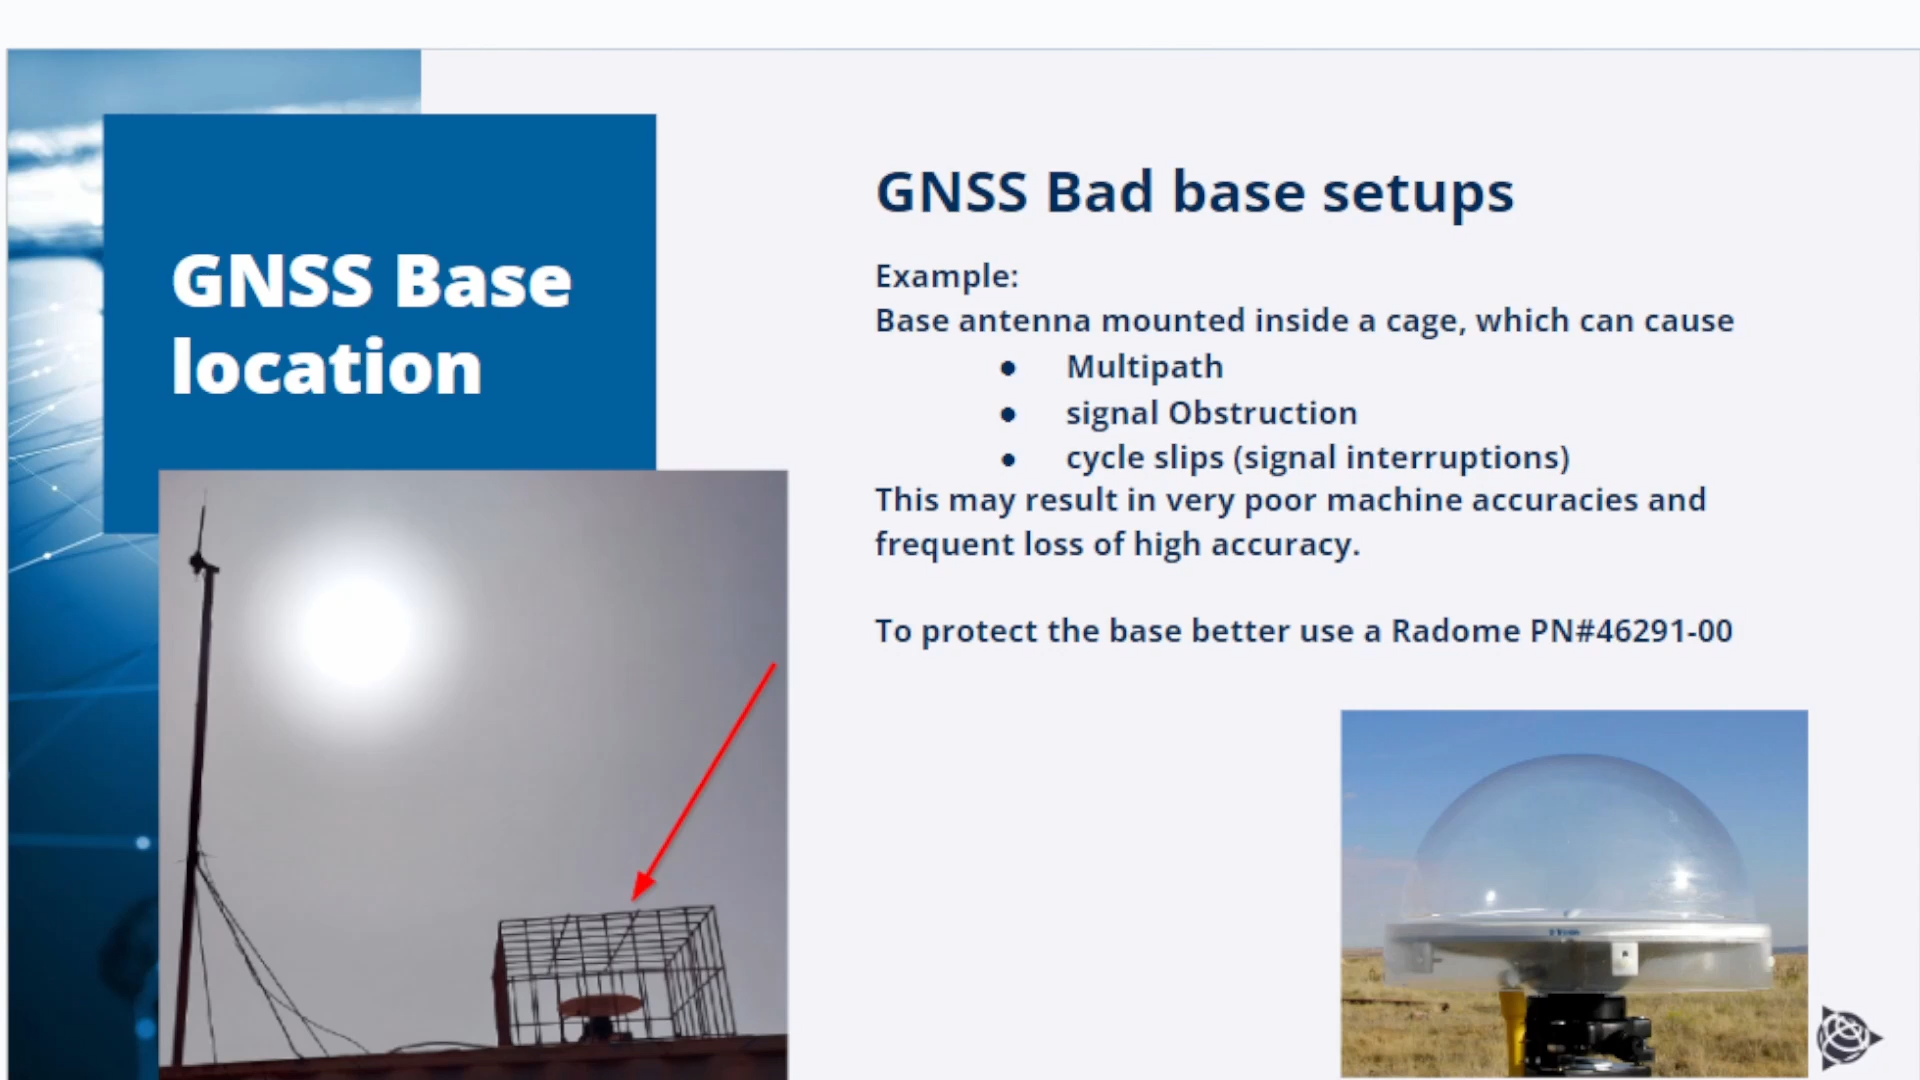 GNSS Base
location
GNSS Bad base setups
Example:
Base antenna mounted inside a cage, which can cause
● Multipath
● signal Obstruction
● cycle slips (signal interruptions)
This may result in very poor machine accuracies and
frequent loss of high accuracy.
To protect the base better use a Radome PN#46291-00